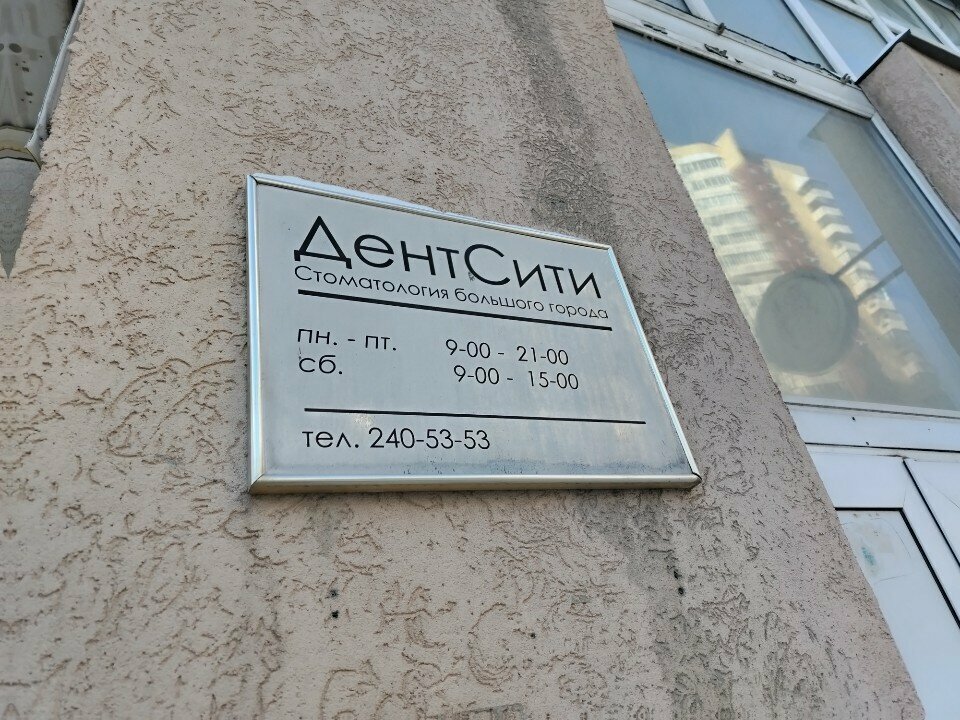 ДентСити
Стоматология большого города
пн. - пт. 9-00 - 21-00
сб. 9-00 - 15-00
тел. 240-53-53